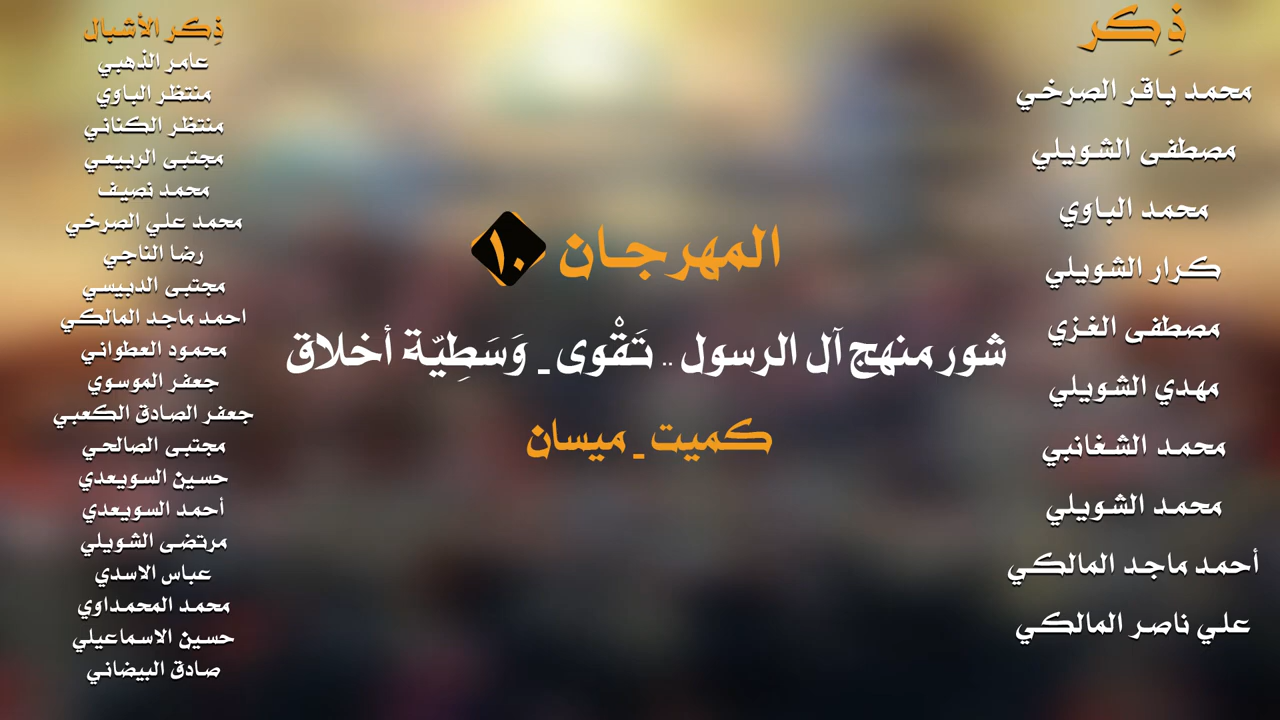 ذِكر
محمد باقر الصرخي
مصطفى الشويلي
محمد الباوي
كرار الشويلي
مصطفى الغزي
مهدي الشويلي
محمد الشغانبي
محمد الشويلي
أحمد ماجد المالكي
علي ناصر المالكي
المهرجان ١٠
شور منهج آل الرسول .. تَقْوى ـ وَسَطِيّة أخلاق
كميت ـ ميسان
ذِكر الأشبال
عامر الذهبي
منتظر الباوي
منتظر الكناني
مجتبى الربيعي
محمد نصيف
محمد علي الصرخي
رضا الناجي
مجتبى الدبيسي
احمد ماجد المالكي
محمود العطواني
جعفر الموسوي
جعفر الصادق الكعبي
مجتبى الصالحي
حسين السويعدي
أحمد السويعدي
مرتضى الشويلي
عباس الاسدي
محمد المحمداوي
حسين الاسماعيلي
صادق البيضاني